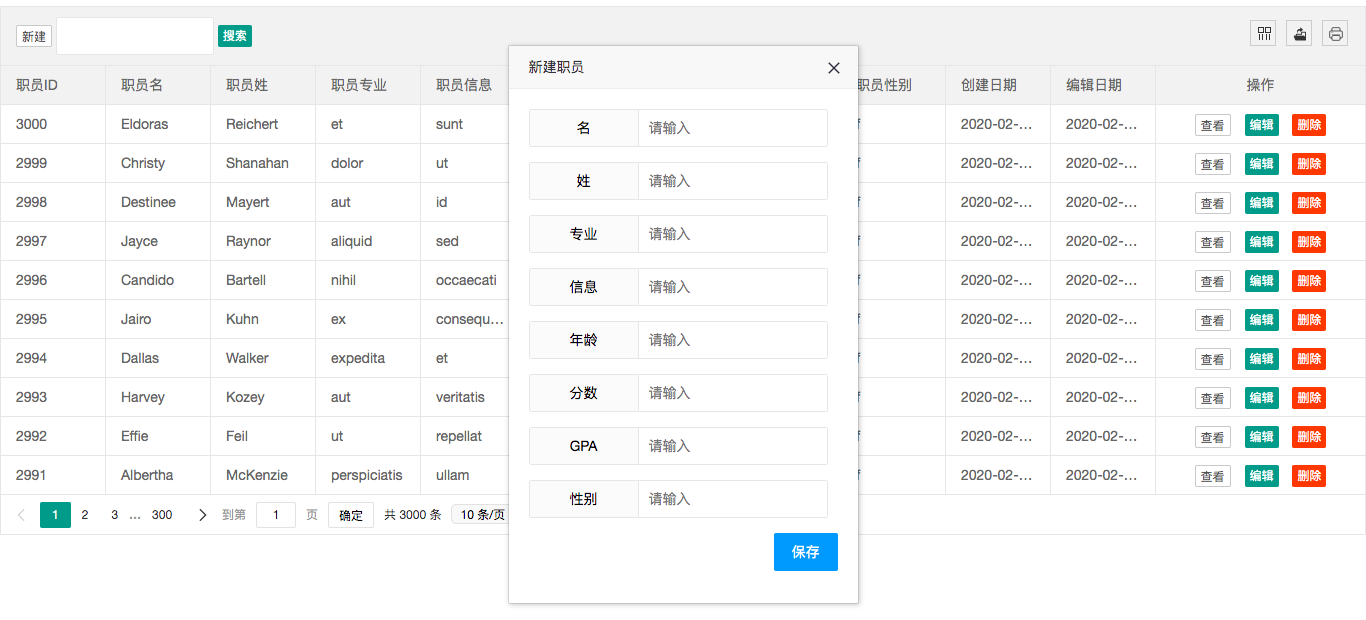 新建 搜索
新建职员
职员ID 职员名 职员姓 职员专业 职员信息 职员性别 创建日期 编辑日期 操作
3000 Eldoras Reichert et sunt f 2020-02-... 2020-02-... 查看 编辑 删除
2999 Christy Shanahan dolor ut f 2020-02-... 2020-02-... 查看 编辑 删除
2998 Destinee Mayert aut id f 2020-02-... 2020-02-... 查看 编辑 删除
2997 Jayce Raynor aliquid sed f 2020-02-... 2020-02-... 查看 编辑 删除
2996 Candido Bartell nihil occaecati f 2020-02-... 2020-02-... 查看 编辑 删除
2995 Jairo Kuhn ex consequ... f 2020-02-... 2020-02-... 查看 编辑 删除
2994 Dallas Walker expedita et f 2020-02-... 2020-02-... 查看 编辑 删除
2993 Harvey Kozey aut veritatis f 2020-02-... 2020-02-... 查看 编辑 删除
2992 Effie Feil ut repellat f 2020-02-... 2020-02-... 查看 编辑 删除
2991 Albertha McKenzie perspiciatis ullam f 2020-02-... 2020-02-... 查看 编辑 删除
1 2 3 ... 300 到第 1 页 确定 共 3000 条 10 条/页
名 请输入
姓 请输入
专业 请输入
信息 请输入
年龄 请输入
分数 请输入
GPA 请输入
性别 请输入
保存